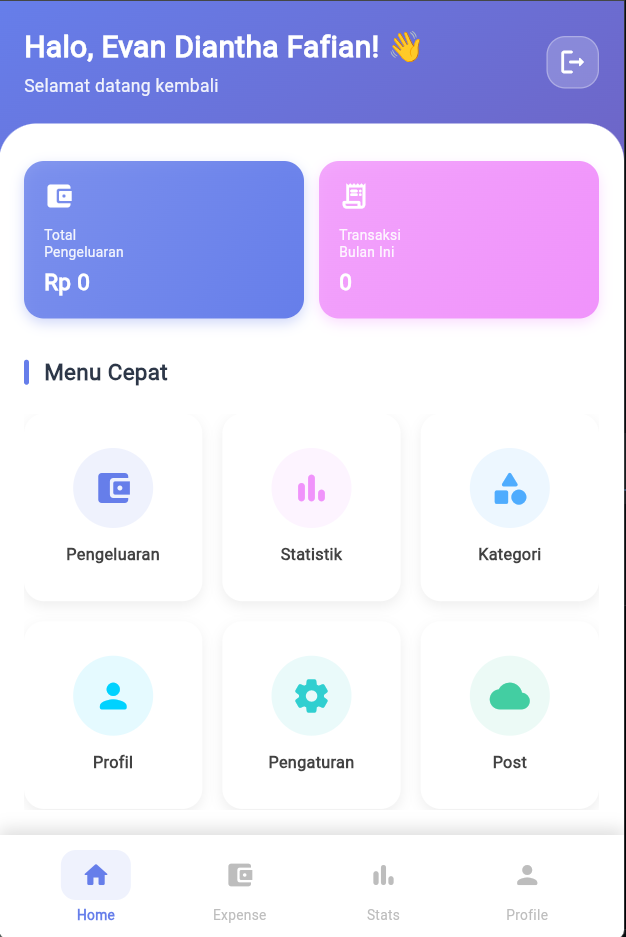 Halo, Evan Diantha Fafian! 👋
Selamat datang kembali
Total
Pengeluaran
Rp 0
Transaksi
Bulan Ini
0
Menu Cepat
Pengeluaran
Statistik
Kategori
Profil
Pengaturan
Post
Home
Expense
Stats
Profile